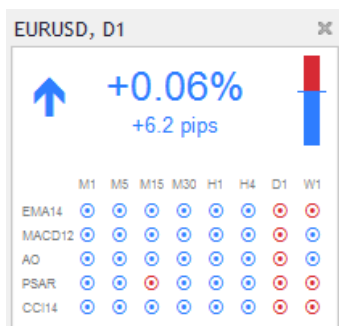 EURUSD, D1
+0.06%
+6.2 pips
M1 M5 M15 M30 H1 H4 D1 W1
EMA14
MACD12
AO
PSAR
CCI14